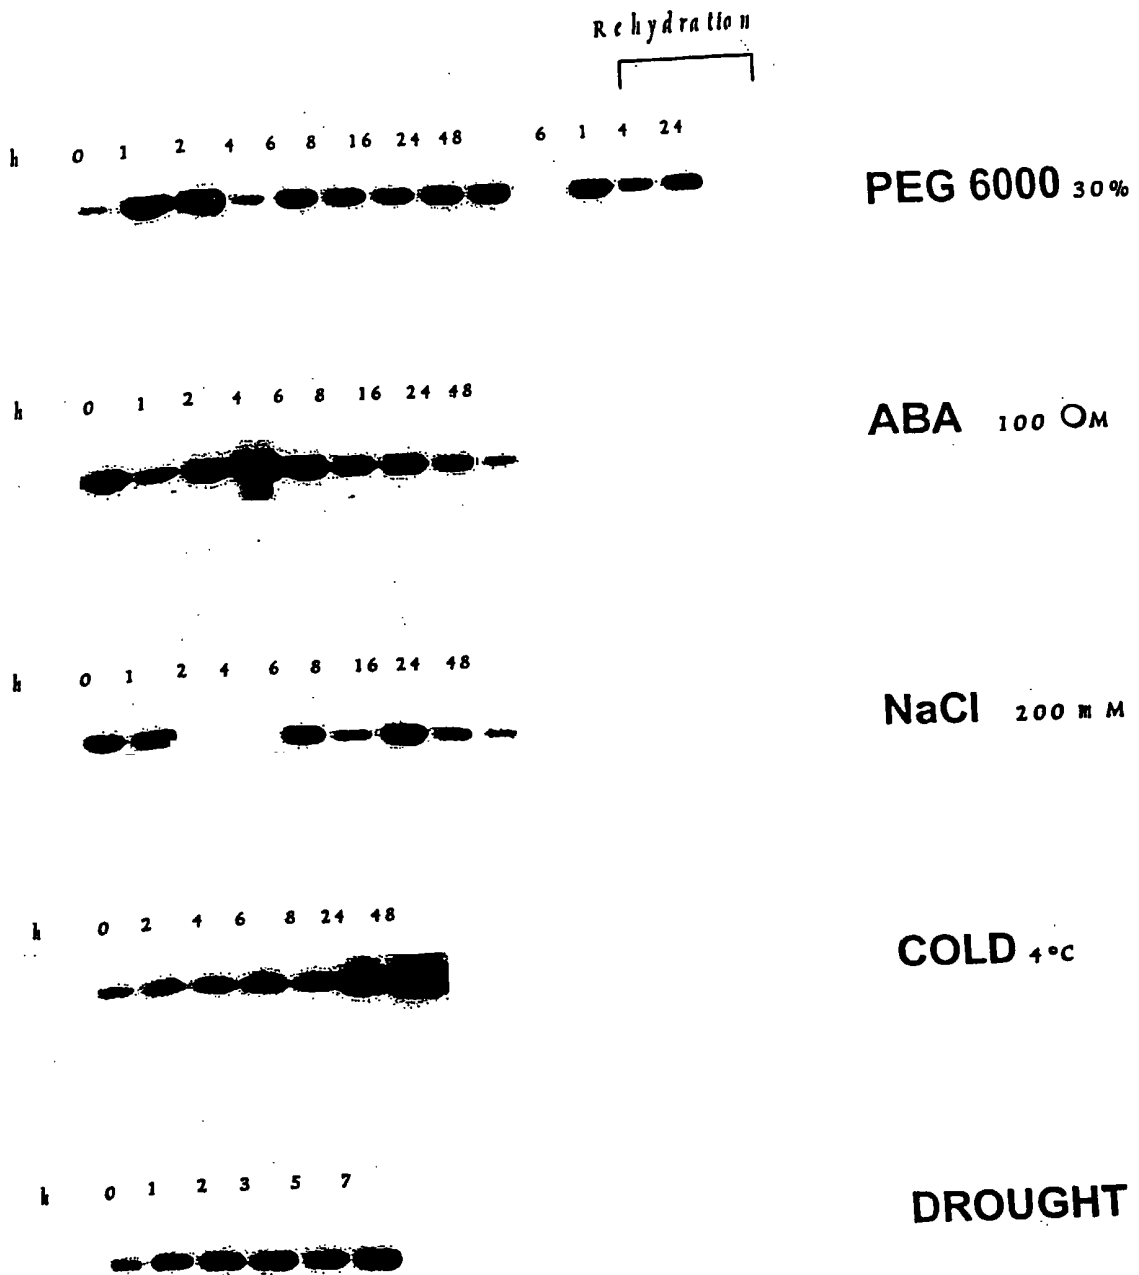 Rehydration
h 0 1 2 4 6 8 16 24 48 6 1 4 24
PEG 6000 30%
h 0 1 2 4 6 8 16 24 48
ABA 100 OM
h 0 1 2 4 6 8 16 24 48
NaCl 200 m M
h 0 2 4 6 8 24 48
COLD 4°C
h 0 1 2 3 5 7
DROUGHT